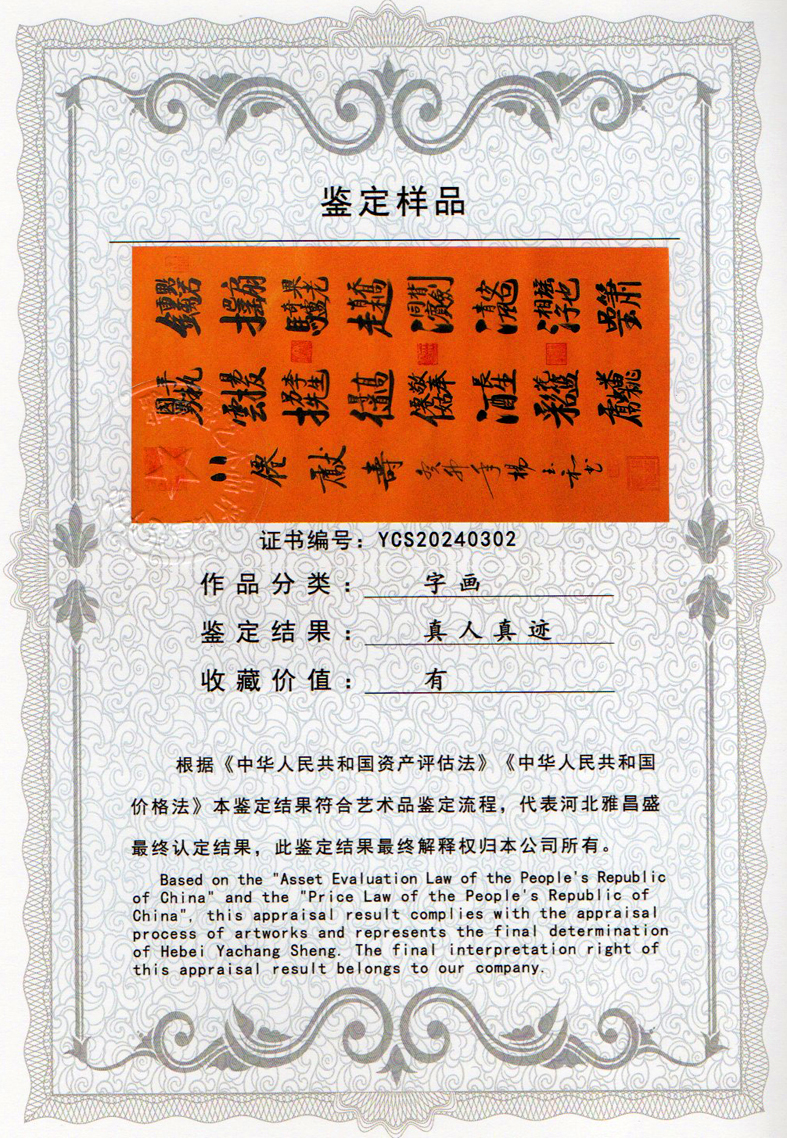 鉴定样品
八僊獻壽
证书编号：YCS20240302
作品分类：字画
鉴定结果：真人真迹
收藏价值：有
根据《中华人民共和国资产评估法》《中华人民共和国
价格法》本鉴定结果符合艺术品鉴定流程，代表河北雅昌盛
最终认定结果，此鉴定结果最终解释权归本公司所有。
Based on the "Asset Evaluation Law of the People's Republic
of China" and the "Price Law of the People's Republic of
China", this appraisal result complies with the appraisal
process of artworks and represents the final determination
of Hebei Yachang Sheng. The final interpretation right of
this appraisal result belongs to our company.